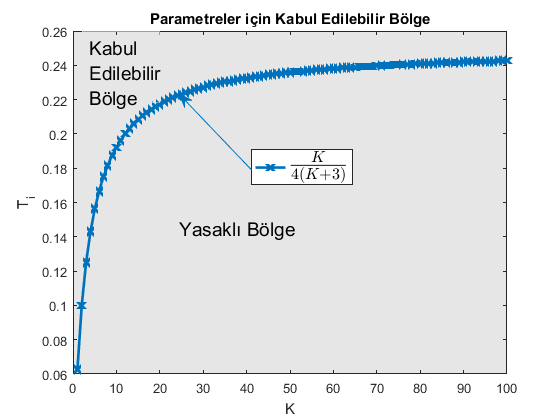 Parametreler için Kabul Edilebilir Bölge
0.26
0.24
0.22
0.2
0.18
0.16
0.14
0.12
0.1
0.08
0.06
T_i
Kabul
Edilebilir
Bölge
K
4(K+3)
Yasaklı Bölge
0 10 20 30 40 50 60 70 80 90 100
K